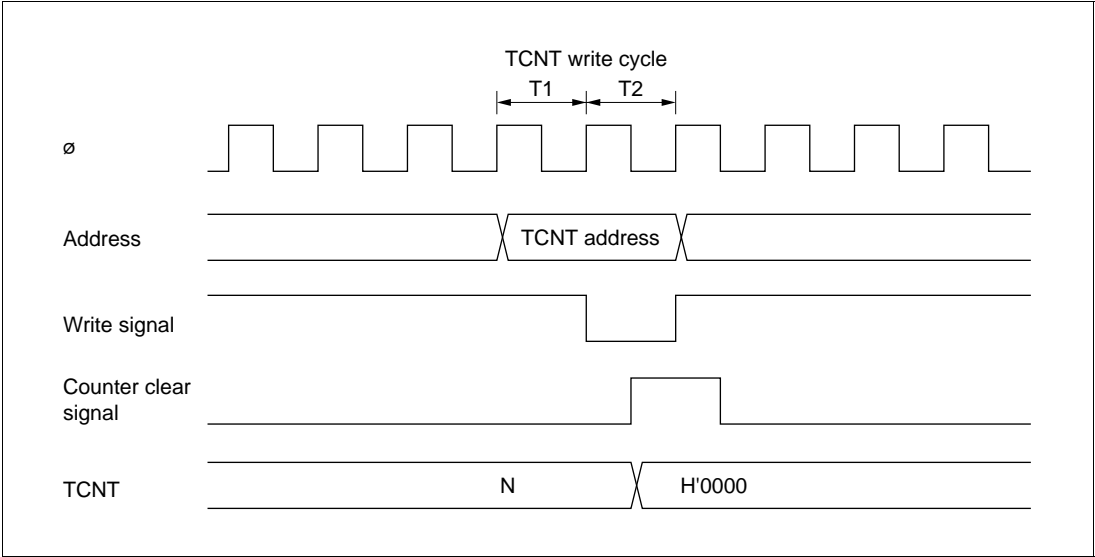 TCNT write cycle
T1 T2
ø
Address TCNT address
Write signal
Counter clear
signal
TCNT N H'0000